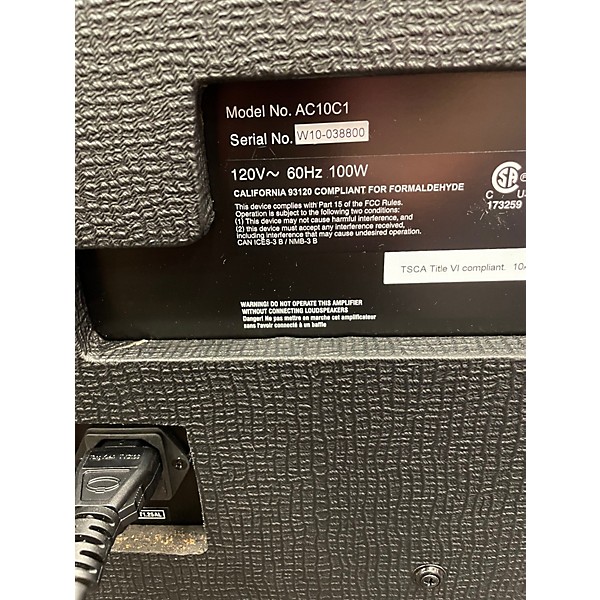 Model No. AC10C1
Serial No. W10-038800
120V~ 60Hz 100W
CALIFORNIA 93120 COMPLIANT FOR FORMALDEHYDE
This device complies with Part 15 of the FCC Rules.
Operation is subject to the following two conditions:
(1) This device may not cause harmful interference, and
(2) this device must accept any interference received,
including interference that may cause undesired operation.
CAN ICES-3 B / NMB-3 B
SA ®
C US
173259
TSCA Title VI compliant.
WARNING! DO NOT OPERATE THIS AMPLIFIER
WITHOUT CONNECTING LOUDSPEAKERS
Danger! Ne pas mettre en marche cet amplificateur
sans l'avoir connecté à un baffle
T1.25AL